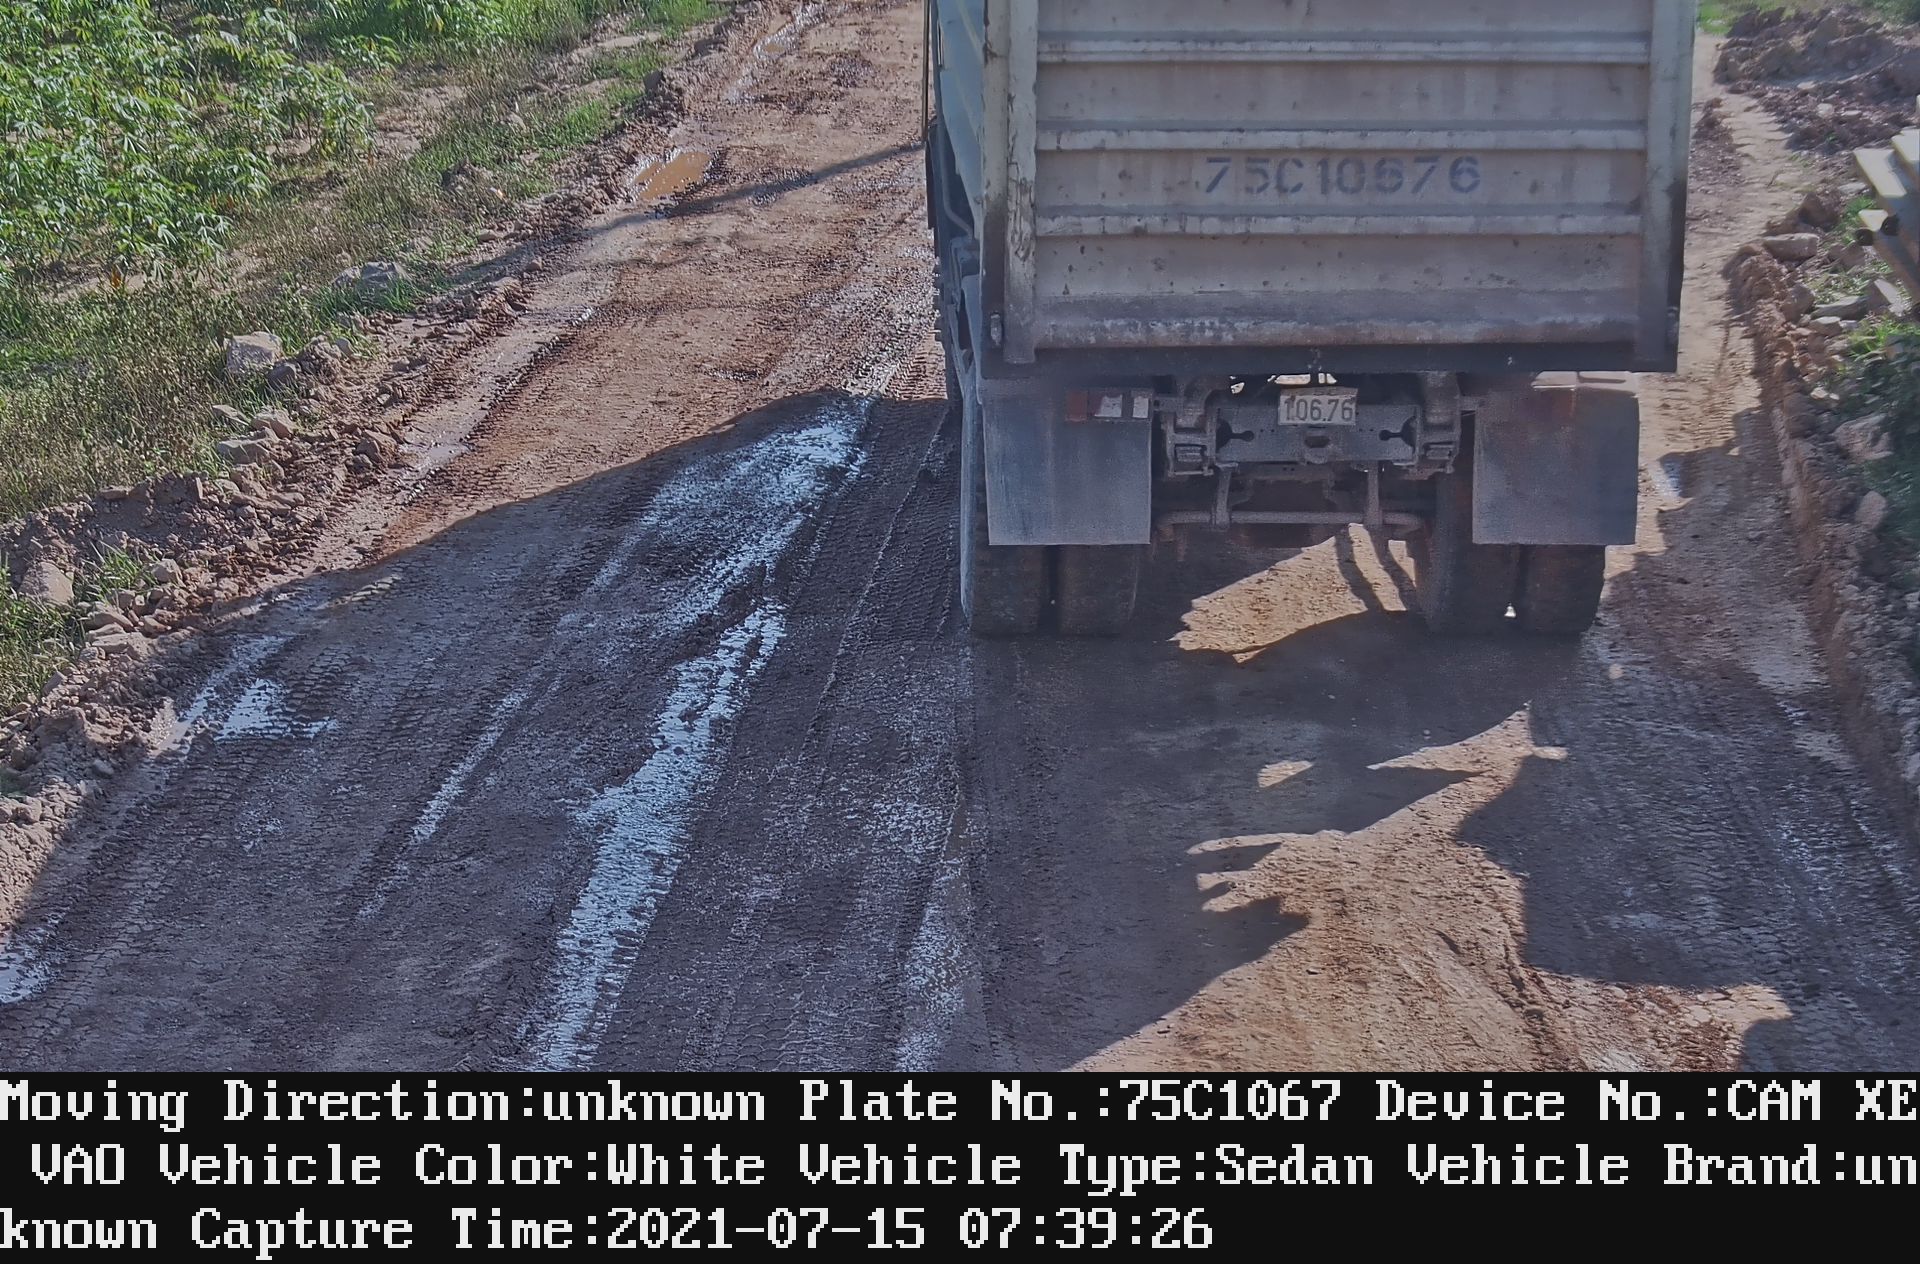 75C10676
106.76
Moving Direction:unknown Plate No.:75C1067 Device No.:CAM XE
VAO Vehicle Color:White Vehicle Type:Sedan Vehicle Brand:un
known Capture Time:2021-07-15 07:39:26